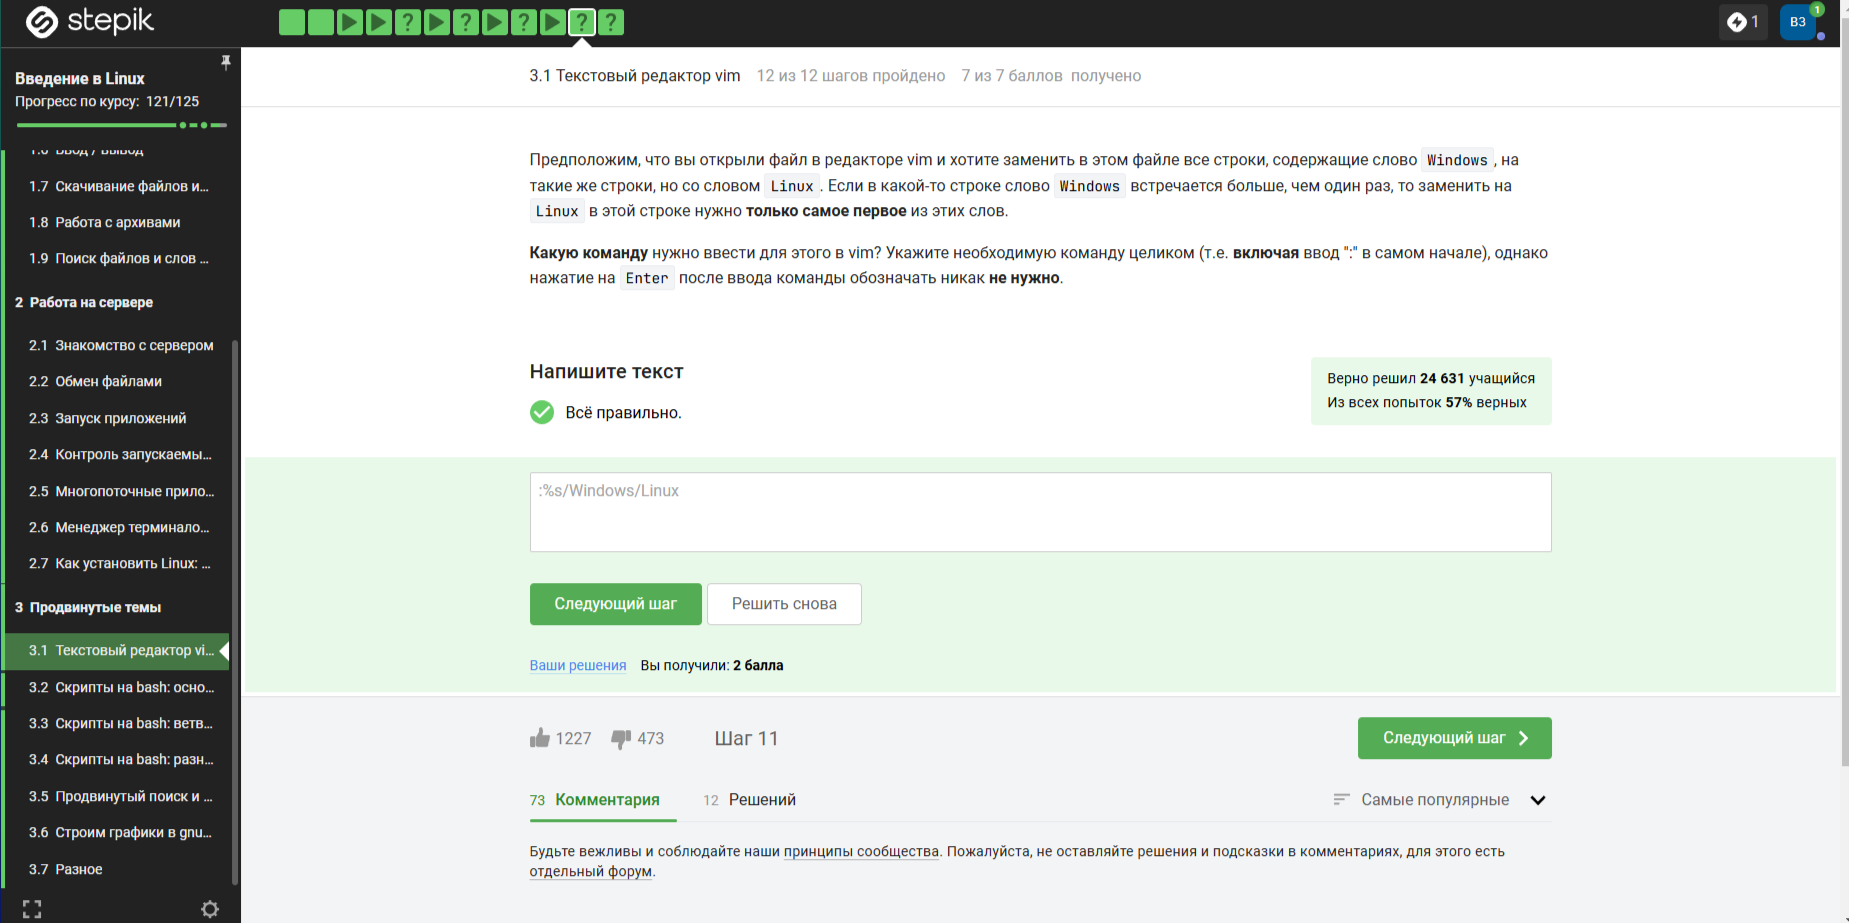 stepik
? ? ? ? ?
1
ВЗ
1
Введение в Linux
Прогресс по курсу: 121/125
1.6 Ввод / вывод
1.7 Скачивание файлов и...
1.8 Работа с архивами
1.9 Поиск файлов и слов ...
2 Работа на сервере
2.1 Знакомство с сервером
2.2 Обмен файлами
2.3 Запуск приложений
2.4 Контроль запускаемы...
2.5 Многопоточные прило...
2.6 Менеджер терминало...
2.7 Как установить Linux: ...
3 Продвинутые темы
3.1 Текстовый редактор vi...
3.2 Скрипты на bash: осно...
3.3 Скрипты на bash: ветв...
3.4 Скрипты на bash: разн...
3.5 Продвинутый поиск и ...
3.6 Строим графики в gnu...
3.7 Разное
3.1 Текстовый редактор vim 12 из 12 шагов пройдено 7 из 7 баллов получено
Предположим, что вы открыли файл в редакторе vim и хотите заменить в этом файле все строки, содержащие слово Windows, на
такие же строки, но со словом Linux. Если в какой-то строке слово Windows встречается больше, чем один раз, то заменить на
Linux в этой строке нужно только самое первое из этих слов.
Какую команду нужно ввести для этого в vim? Укажите необходимую команду целиком (т.е. включая ввод ":" в самом начале), однако
нажатие на Enter после ввода команды обозначать никак не нужно.
Напишите текст
Всё правильно.
Верно решил 24 631 учащийся
Из всех попыток 57% верных
:%s/Windows/Linux
Следующий шаг Решить снова
Ваши решения Вы получили: 2 балла
1227 473 Шаг 11 Следующий шаг
73 Комментария 12 Решений Самые популярные
Будьте вежливы и соблюдайте наши принципы сообщества. Пожалуйста, не оставляйте решения и подсказки в комментариях, для этого есть
отдельный форум.